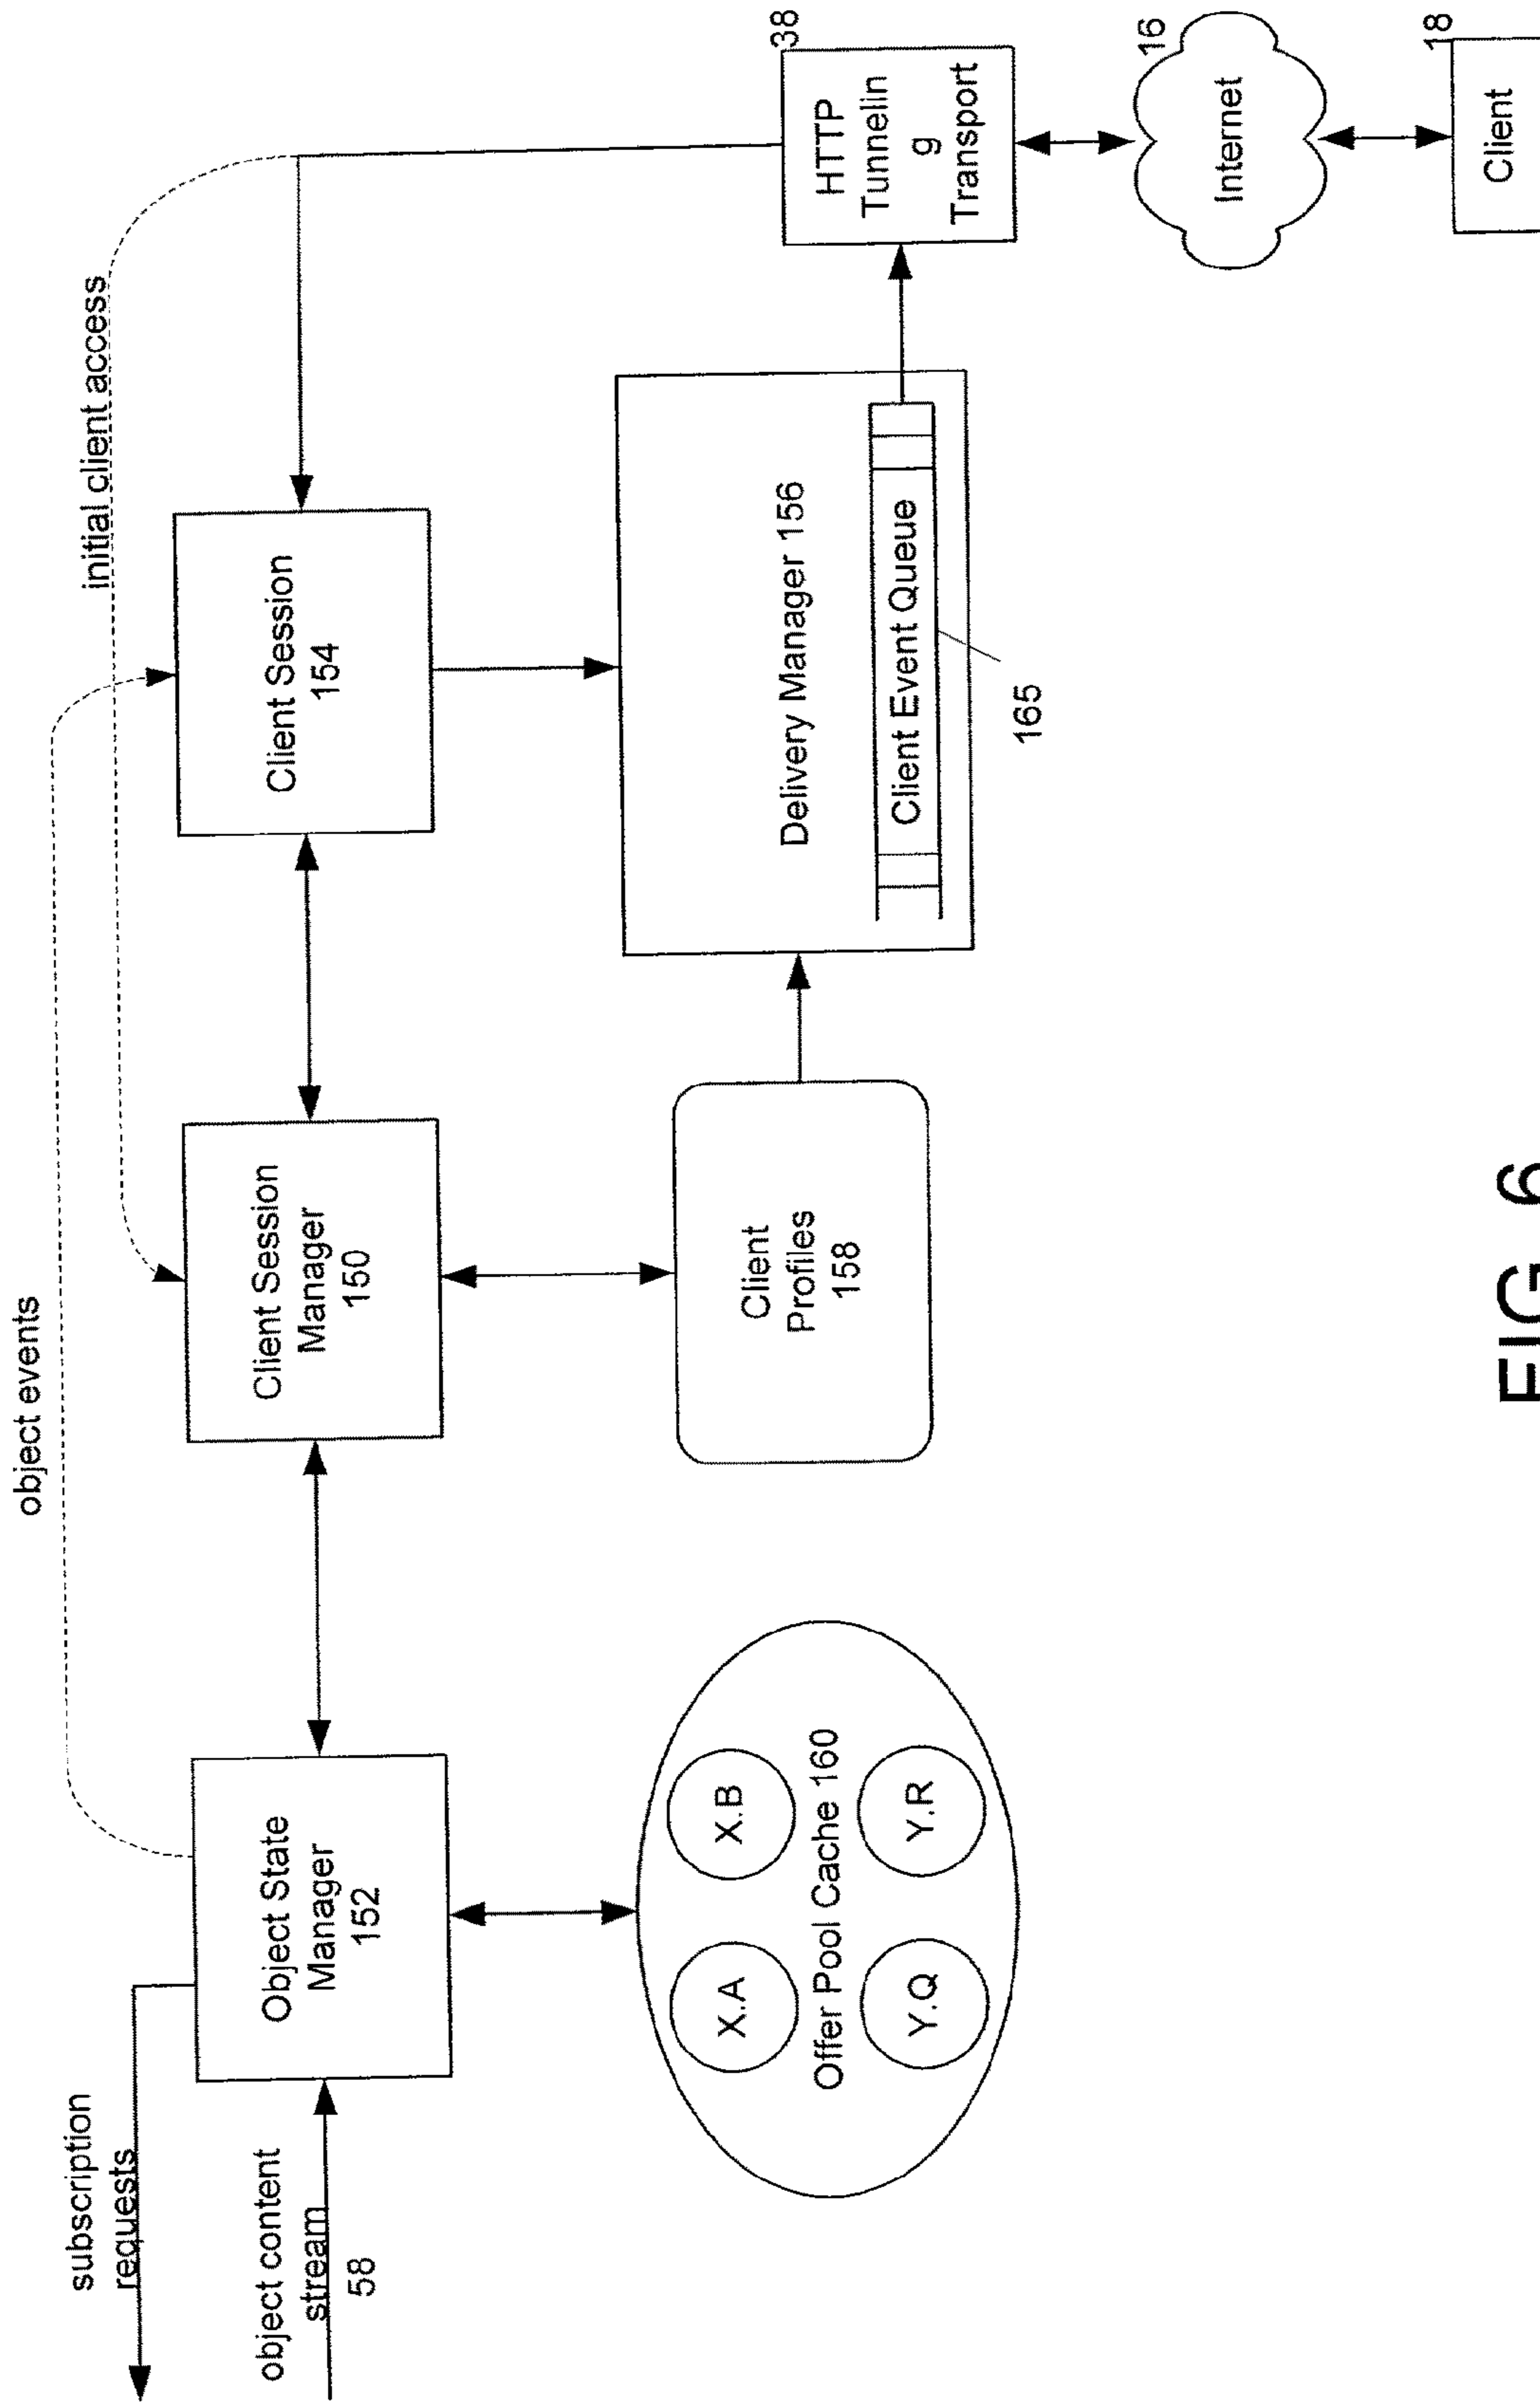 object events
initial client access
subscription
requests
object content
stream
58
Object State
Manager
152
Client Session
Manager
150
Client Session
154
X.A
X.B
Offer Pool Cache 160
Y.Q
Y.R
Client
Profiles
158
Delivery Manager 156
Client Event Queue
165
HTTP
Tunnelin
g
Transport
38
Internet
16
Client
18
FIG. 6